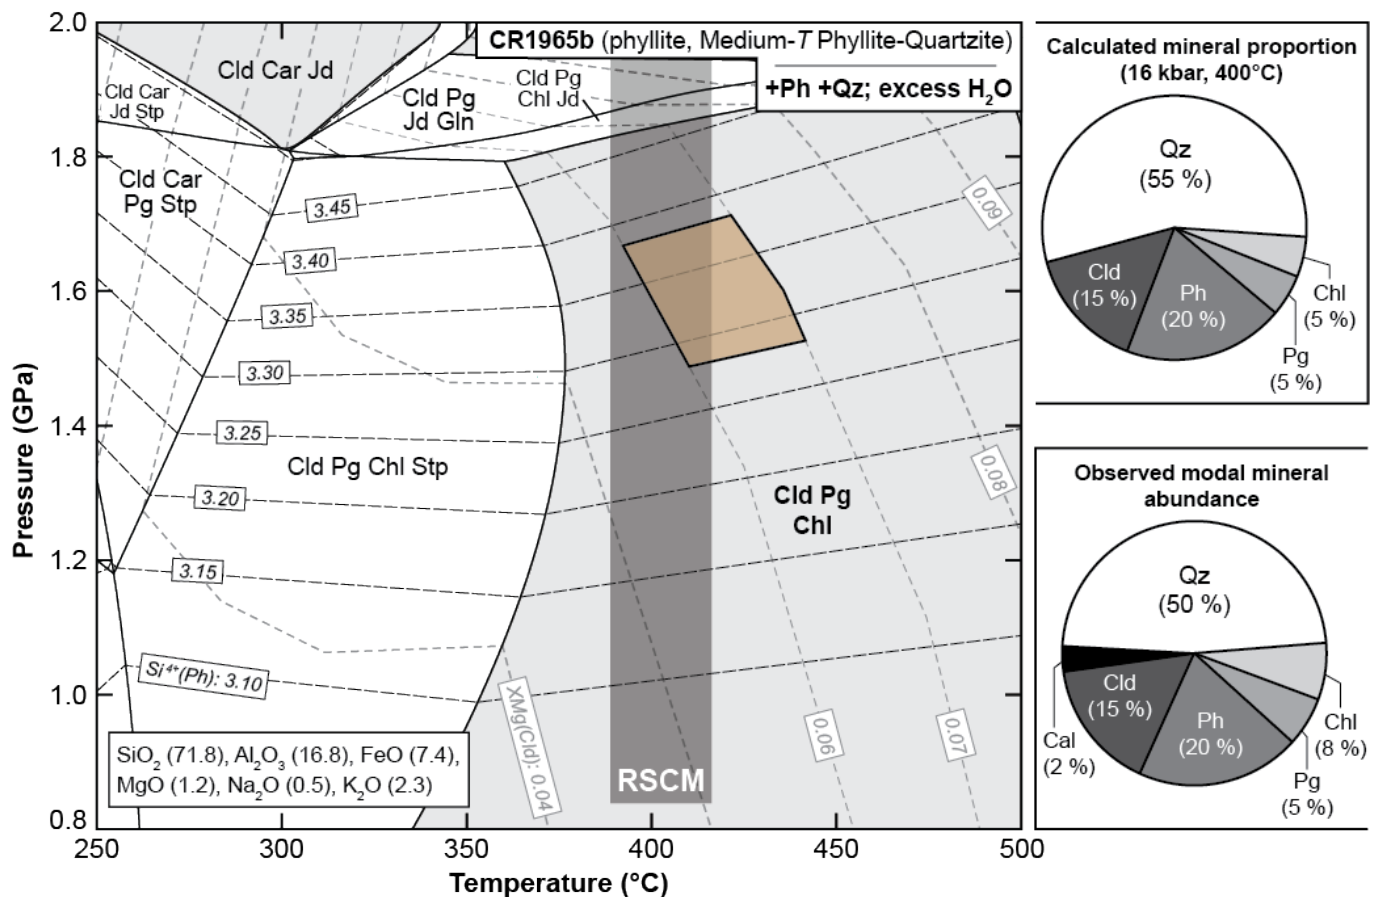 CR1965b (phyllite, Medium-T Phyllite-Quartzite)
+Ph +Qz; excess H₂O
2.0
1.8
1.6
1.4
1.2
1.0
0.8
Pressure (GPa)
250
300
350
400
450
500
Temperature (°C)
Cld Car Jd
Cld Car
Jd Stp
Cld Pg
Jd Gln
Cld Pg
Chl Jd
Cld Car
Pg Stp
3.45
3.40
3.35
3.30
3.25
3.20
3.15
Si⁴⁺(Ph): 3.10
Cld Pg Chl Stp
Cld Pg
Chl
0.09
0.08
0.07
0.06
XMg(Cld): 0.04
RSCM
SiO₂ (71.8), Al₂O₃ (16.8), FeO (7.4),
MgO (1.2), Na₂O (0.5), K₂O (2.3)
Calculated mineral proportion
(16 kbar, 400°C)
Qz
(55 %)
Cld
(15 %)
Ph
(20 %)
Chl
(5 %)
Pg
(5 %)
Observed modal mineral
abundance
Qz
(50 %)
Cld
(15 %)
Ph
(20 %)
Cal
(2 %)
Chl
(8 %)
Pg
(5 %)